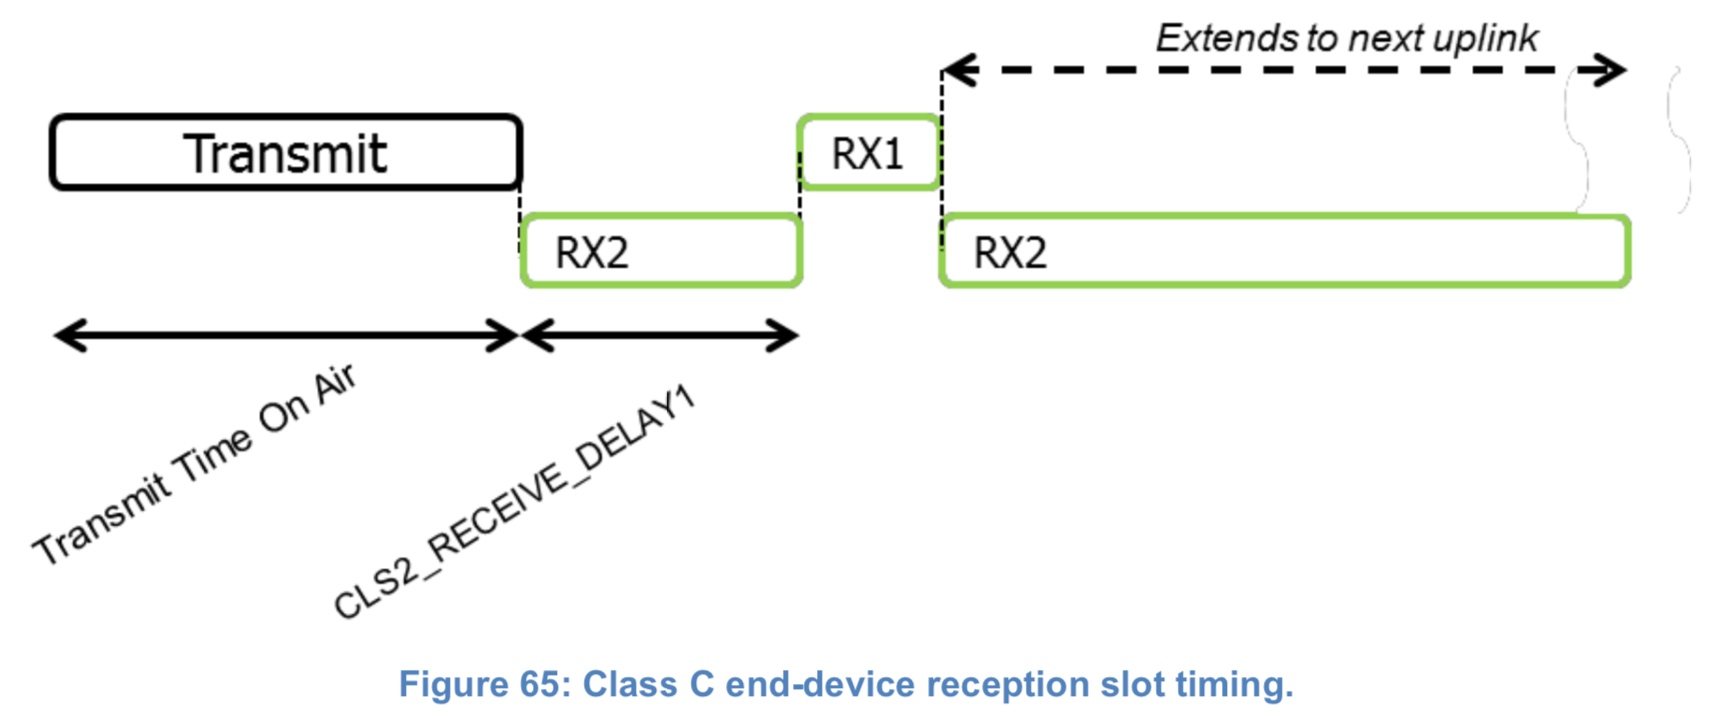 Extends to next uplink
Transmit
RX1
RX2
RX2
Transmit Time On Air
CLS2_RECEIVE_DELAY1
Figure 65: Class C end-device reception slot timing.